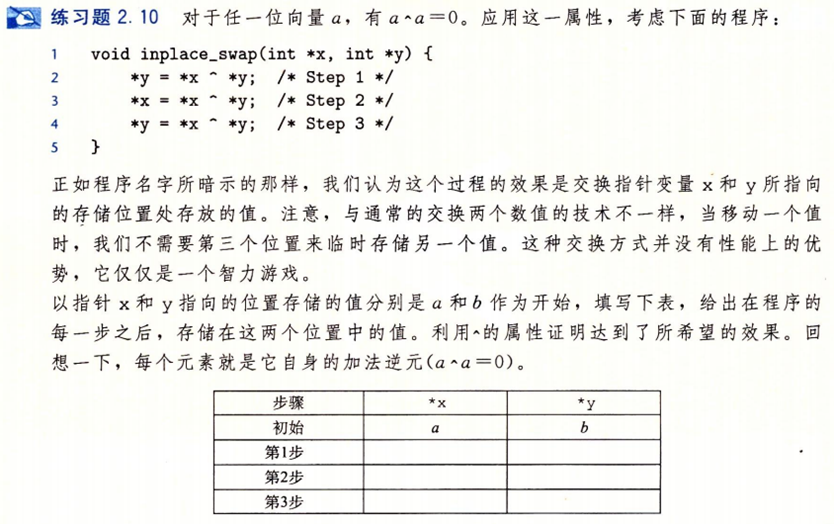 练习题 2.10 对于任一位向量 a，有 a^a=0。应用这一属性，考虑下面的程序：
1 void inplace_swap(int *x, int *y) {
2 *y = *x ^ *y; /* Step 1 */
3 *x = *x ^ *y; /* Step 2 */
4 *y = *x ^ *y; /* Step 3 */
5 }
正如程序名字所暗示的那样，我们认为这个过程的效果是交换指针变量 x 和 y 所指向
的存储位置处存放的值。注意，与通常的交换两个数值的技术不一样，当移动一个值
时，我们不需要第三个位置来临时存储另一个值。这种交换方式并没有性能上的优
势，它仅仅是一个智力游戏。
以指针 x 和 y 指向的位置存储的值分别是 a 和 b 作为开始，填写下表，给出在程序的
每一步之后，存储在这两个位置中的值。利用^的属性证明达到了所希望的效果。回
想一下，每个元素就是它自身的加法逆元(a^a=0)。
步骤 *x *y
初始 a b
第1步
第2步
第3步